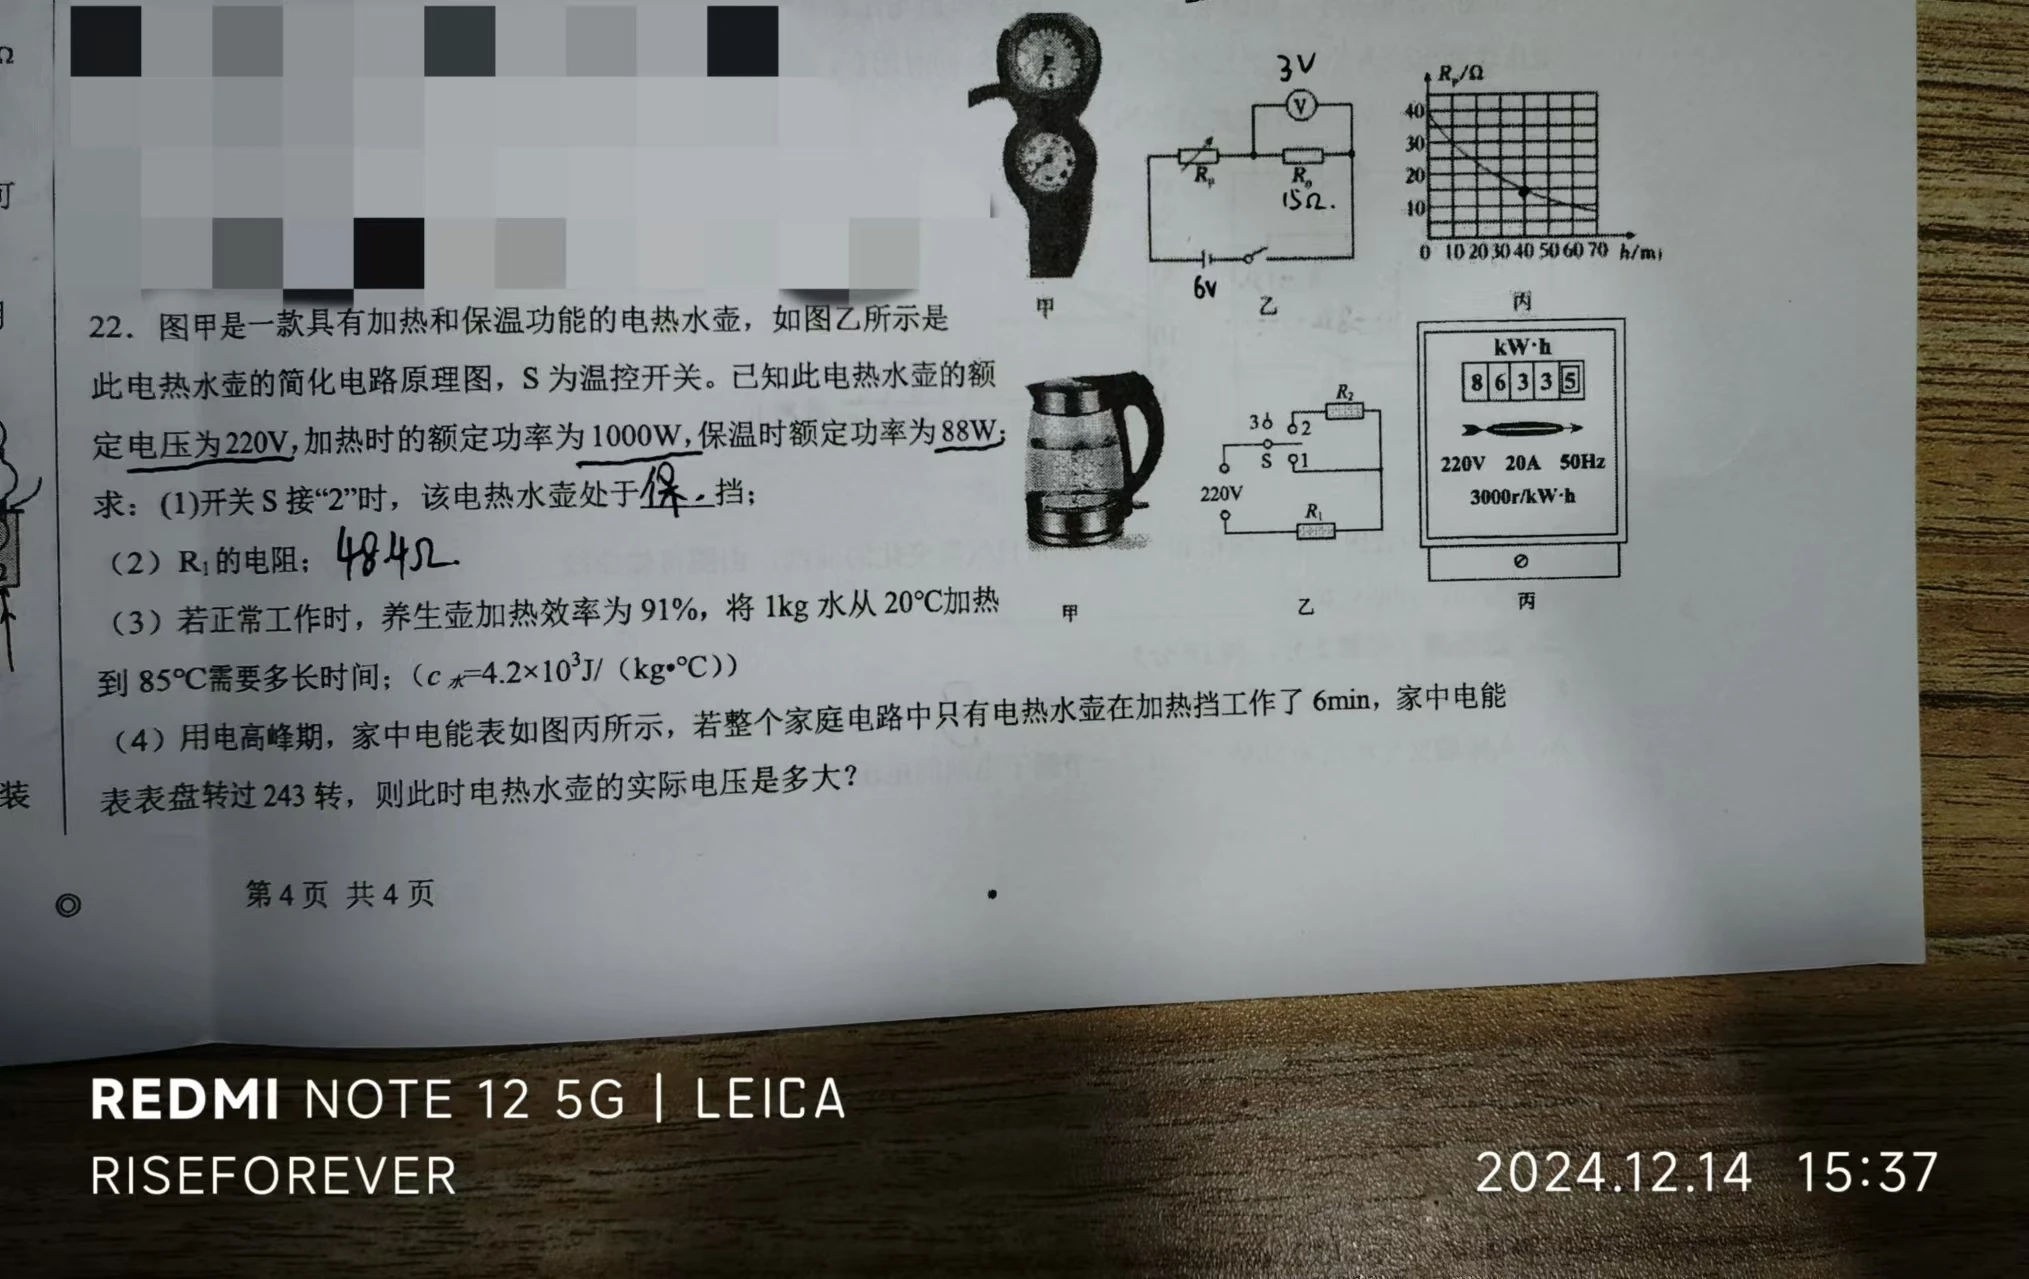 Ω
可
装
3V
V
Rp
R0
15Ω.
6V
乙
甲
Rp/Ω
40
30
20
10
0 10 20 30 40 50 60 70 h/mi
丙
22. 图甲是一款具有加热和保温功能的电热水壶，如图乙所示是
此电热水壶的简化电路原理图，S 为温控开关。已知此电热水壶的额
定电压为220V，加热时的额定功率为1000W，保温时额定功率为88W；
求：(1)开关 S 接“2”时，该电热水壶处于保.挡；
（2）R1的电阻； 484Ω.
（3）若正常工作时，养生壶加热效率为 91%，将 1kg 水从 20℃加热
到 85℃需要多长时间；（c水=4.2×10³J/（kg•℃））
（4）用电高峰期，家中电能表如图丙所示，若整个家庭电路中只有电热水壶在加热挡工作了 6min，家中电能
表表盘转过 243 转，则此时电热水壶的实际电压是多大？
甲
R2
3 2
S 1
220V
R1
乙
kW·h
8 6 3 3 5
220V 20A 50Hz
3000r/kW·h
丙
第 4 页 共 4 页
REDMI NOTE 12 5G | LEICA
RISEFOREVER
2024.12.14 15:37